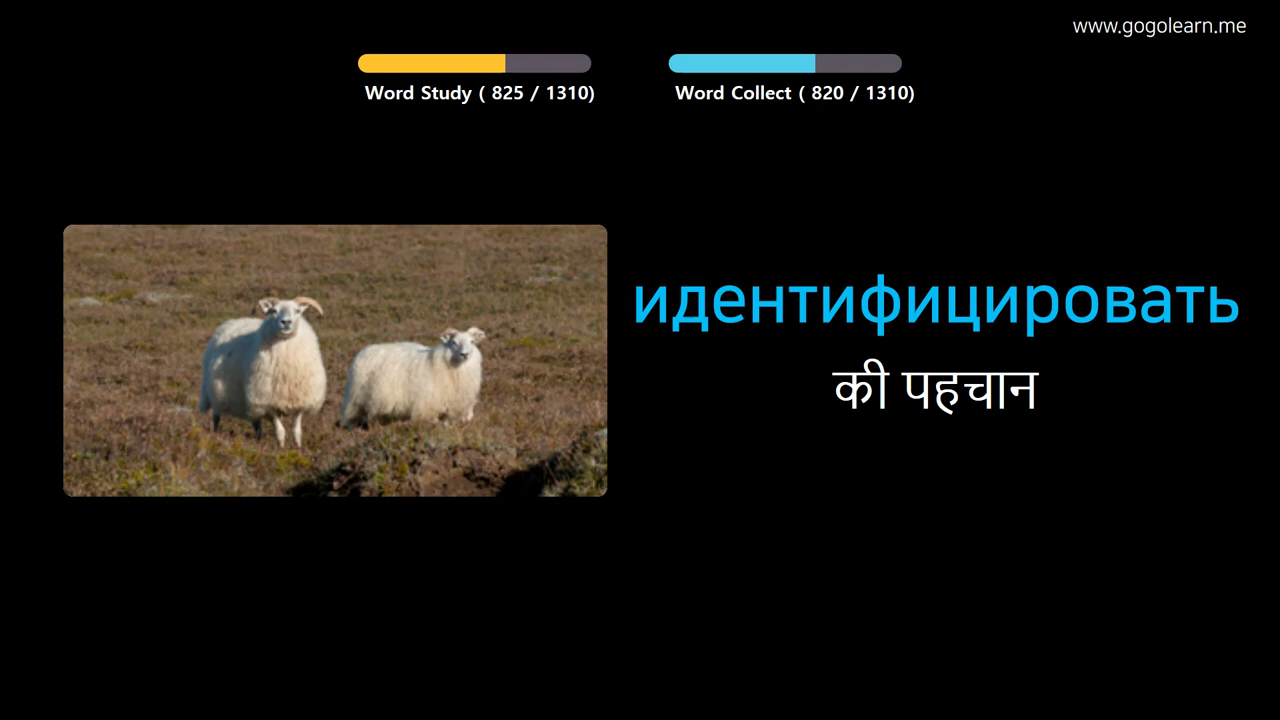 www.gogolearn.me
Word Study ( 825 / 1310)
Word Collect ( 820 / 1310)
идентифицировать
की पहचान